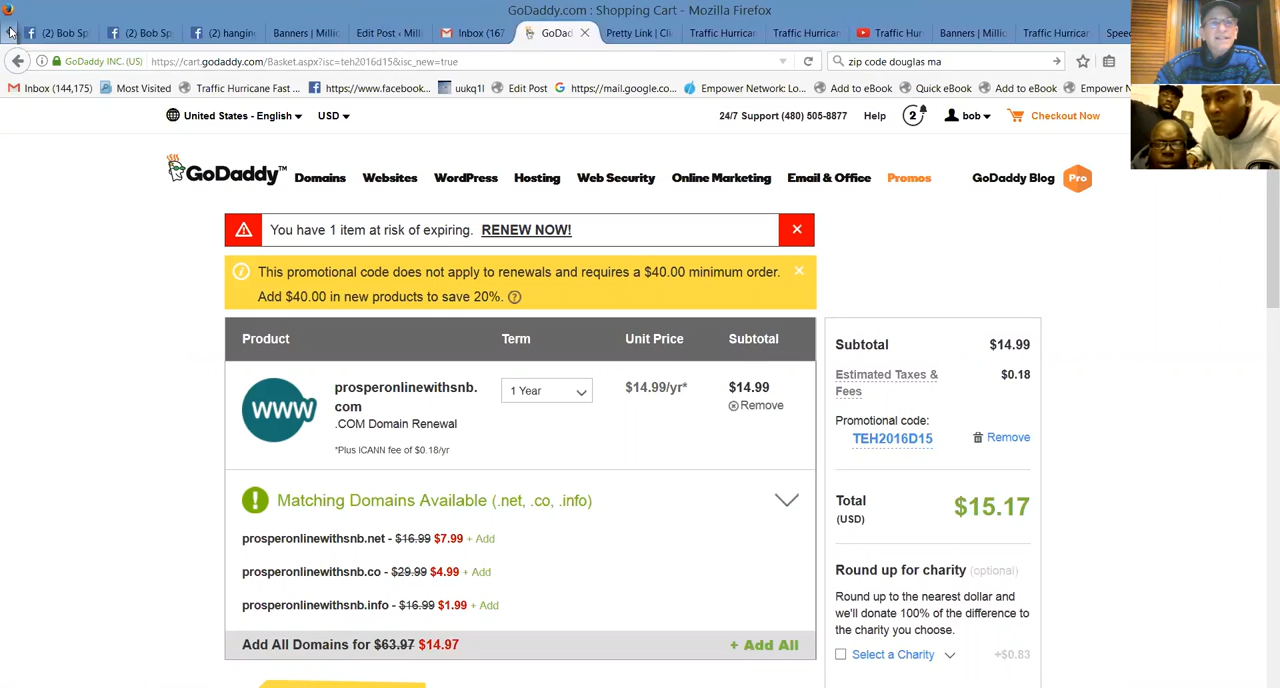 GoDaddy.com : Shopping Cart - Mozilla Firefox
(2) Bob Sp (2) Bob Sp (2) hangin Banners | Milli Edit Post ‹ Milli Inbox (167 GoDad Pretty Link | Cli Traffic Hurrican Traffic Hurrican Traffic Hur Banners | Milli Traffic Hurrican Spee
GoDaddy INC. (US) https://cart.godaddy.com/Basket.aspx?isc=teh2016d15&isc_new=true zip code douglas ma
Inbox (144,175) Most Visited Traffic Hurricane Fast ... https://www.facebook... uukq1l Edit Post https://mail.google.co... Empower Network: Lo... Add to eBook Quick eBook Add to eBook Empower N
United States - English USD 24/7 Support (480) 505-8877 Help 2 bob Checkout Now
GoDaddy™ Domains Websites WordPress Hosting Web Security Online Marketing Email & Office Promos GoDaddy Blog Pro
You have 1 item at risk of expiring. RENEW NOW!
This promotional code does not apply to renewals and requires a $40.00 minimum order.
Add $40.00 in new products to save 20%. ?
Product Term Unit Price Subtotal
www
prosperonlinewithsnb.
com
.COM Domain Renewal
*Plus iCANN fee of $0.18/yr
1 Year
$14.99/yr*
$14.99
Remove
Matching Domains Available (.net, .co, .info)
prosperonlinewithsnb.net - $16.99 $7.99 + Add
prosperonlinewithsnb.co - $29.99 $4.99 + Add
prosperonlinewithsnb.info - $16.99 $1.99 + Add
Add All Domains for $63.97 $14.97 + Add All
Subtotal $14.99
Estimated Taxes & $0.18
Fees
Promotional code:
TEH2016D15 Remove
Total $15.17
(USD)
Round up for charity (optional)
Round up to the nearest dollar and
we'll donate 100% of the difference to
the charity you choose.
Select a Charity +$0.83